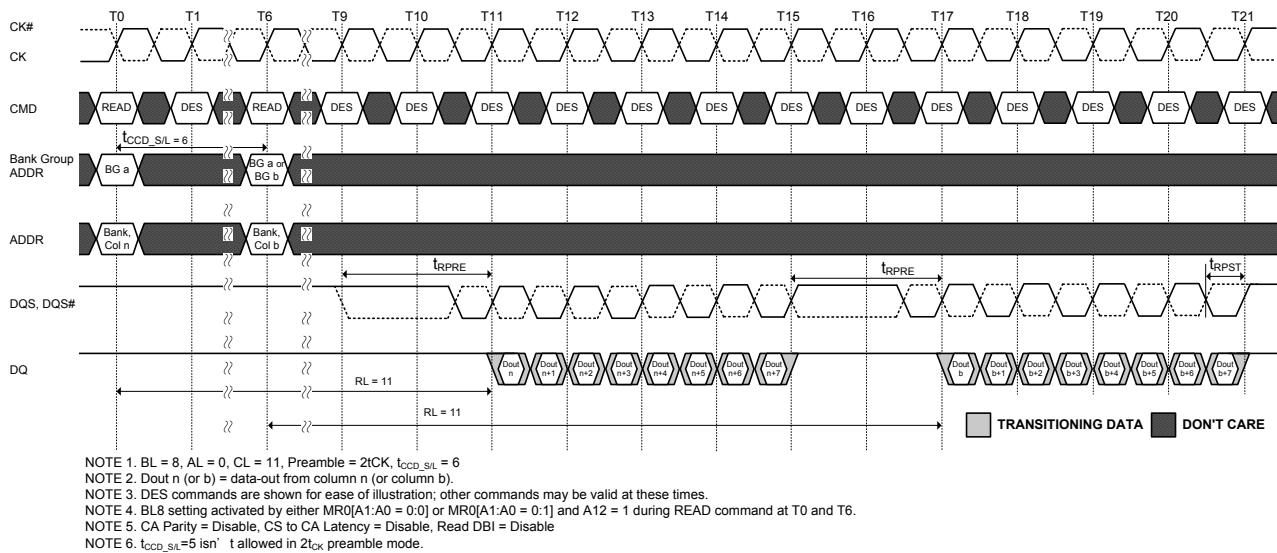 T0 T1 T6 T9 T10 T11 T12 T13 T14 T15 T16 T17 T18 T19 T20 T21
CK#
CK
CMD READ DES READ DES DES DES DES DES DES DES DES DES DES DES DES DES
tCCD_S/L = 6
Bank Group
ADDR
BG a
BG a or
BG b
ADDR
Bank,
Col n
Bank,
Col b
tRPRE tRPRE tRPST
DQS, DQS#
DQ
Dout
n
Dout
n+1
Dout
n+2
Dout
n+3
Dout
n+4
Dout
n+5
Dout
n+6
Dout
n+7
Dout
b
Dout
b+1
Dout
b+2
Dout
b+3
Dout
b+4
Dout
b+5
Dout
b+6
Dout
b+7
RL = 11
RL = 11
TRANSITIONING DATA DON'T CARE
NOTE 1. BL = 8, AL = 0, CL = 11, Preamble = 2tCK, tCCD_S/L = 6
NOTE 2. Dout n (or b) = data-out from column n (or column b).
NOTE 3. DES commands are shown for ease of illustration; other commands may be valid at these times.
NOTE 4. BL8 setting activated by either MR0[A1:A0 = 0:0] or MR0[A1:A0 = 0:1] and A12 = 1 during READ command at T0 and T6.
NOTE 5. CA Parity = Disable, CS to CA Latency = Disable, Read DBI = Disable
NOTE 6. tCCD_S/L=5 isn' t allowed in 2tCK preamble mode.